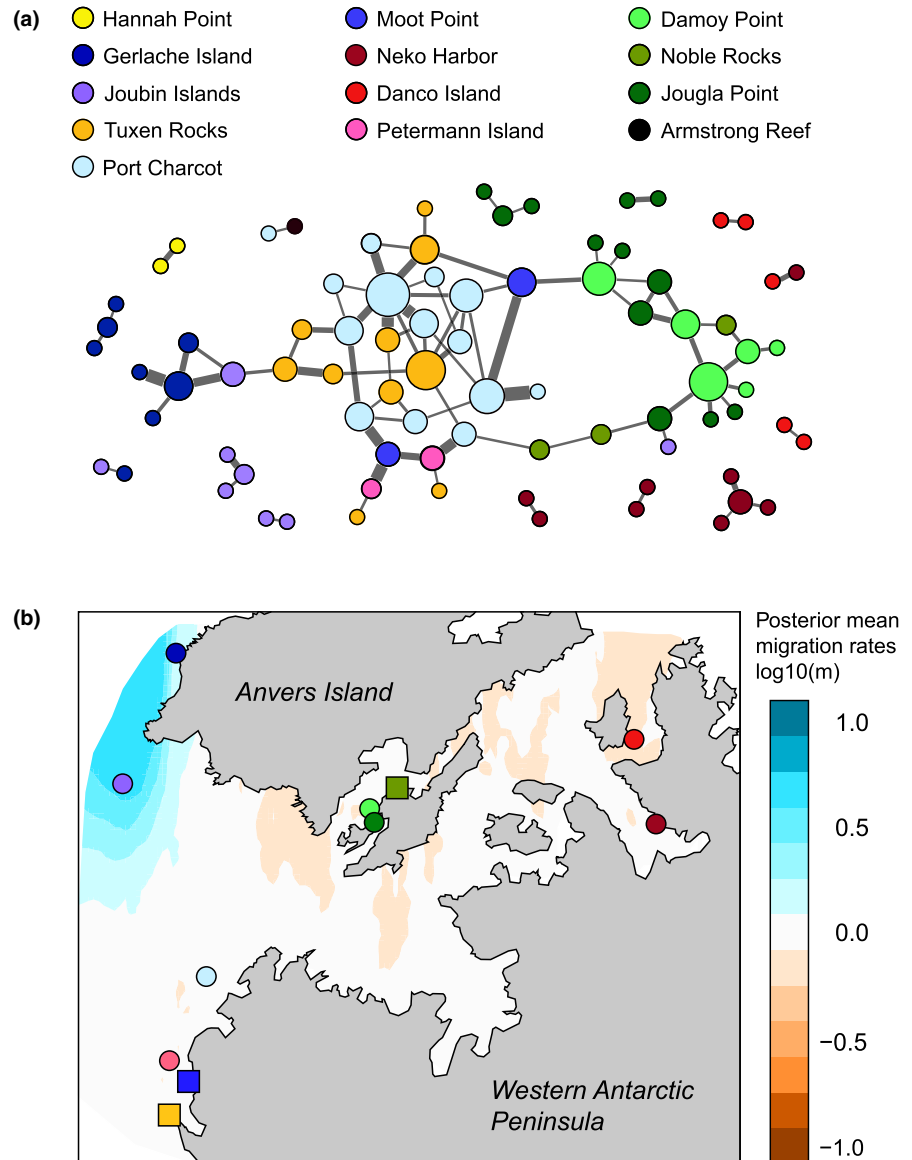 (a)
Hannah Point
Moot Point
Damoy Point
Gerlache Island
Neko Harbor
Noble Rocks
Joubin Islands
Danco Island
Jougla Point
Tuxen Rocks
Petermann Island
Armstrong Reef
Port Charcot
(b)
Posterior mean
migration rates
log10(m)
Anvers Island
1.0
0.5
0.0
−0.5
−1.0
Western Antarctic
Peninsula